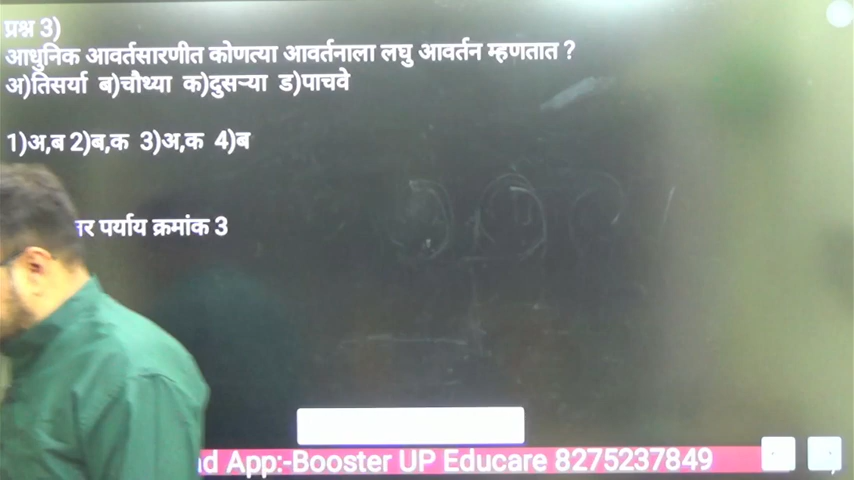 प्रश्न 3)
आधुनिक आवर्तसारणीत कोणत्या आवर्तनाला लघु आवर्तन म्हणतात ?
अ)तिसर्या ब)चौथ्या क)दुसऱ्या ड)पाचवे
1)अ,ब 2)ब,क 3)अ,क 4)ब
पर्याय क्रमांक 3
App:-Booster UP Educare 8275237849